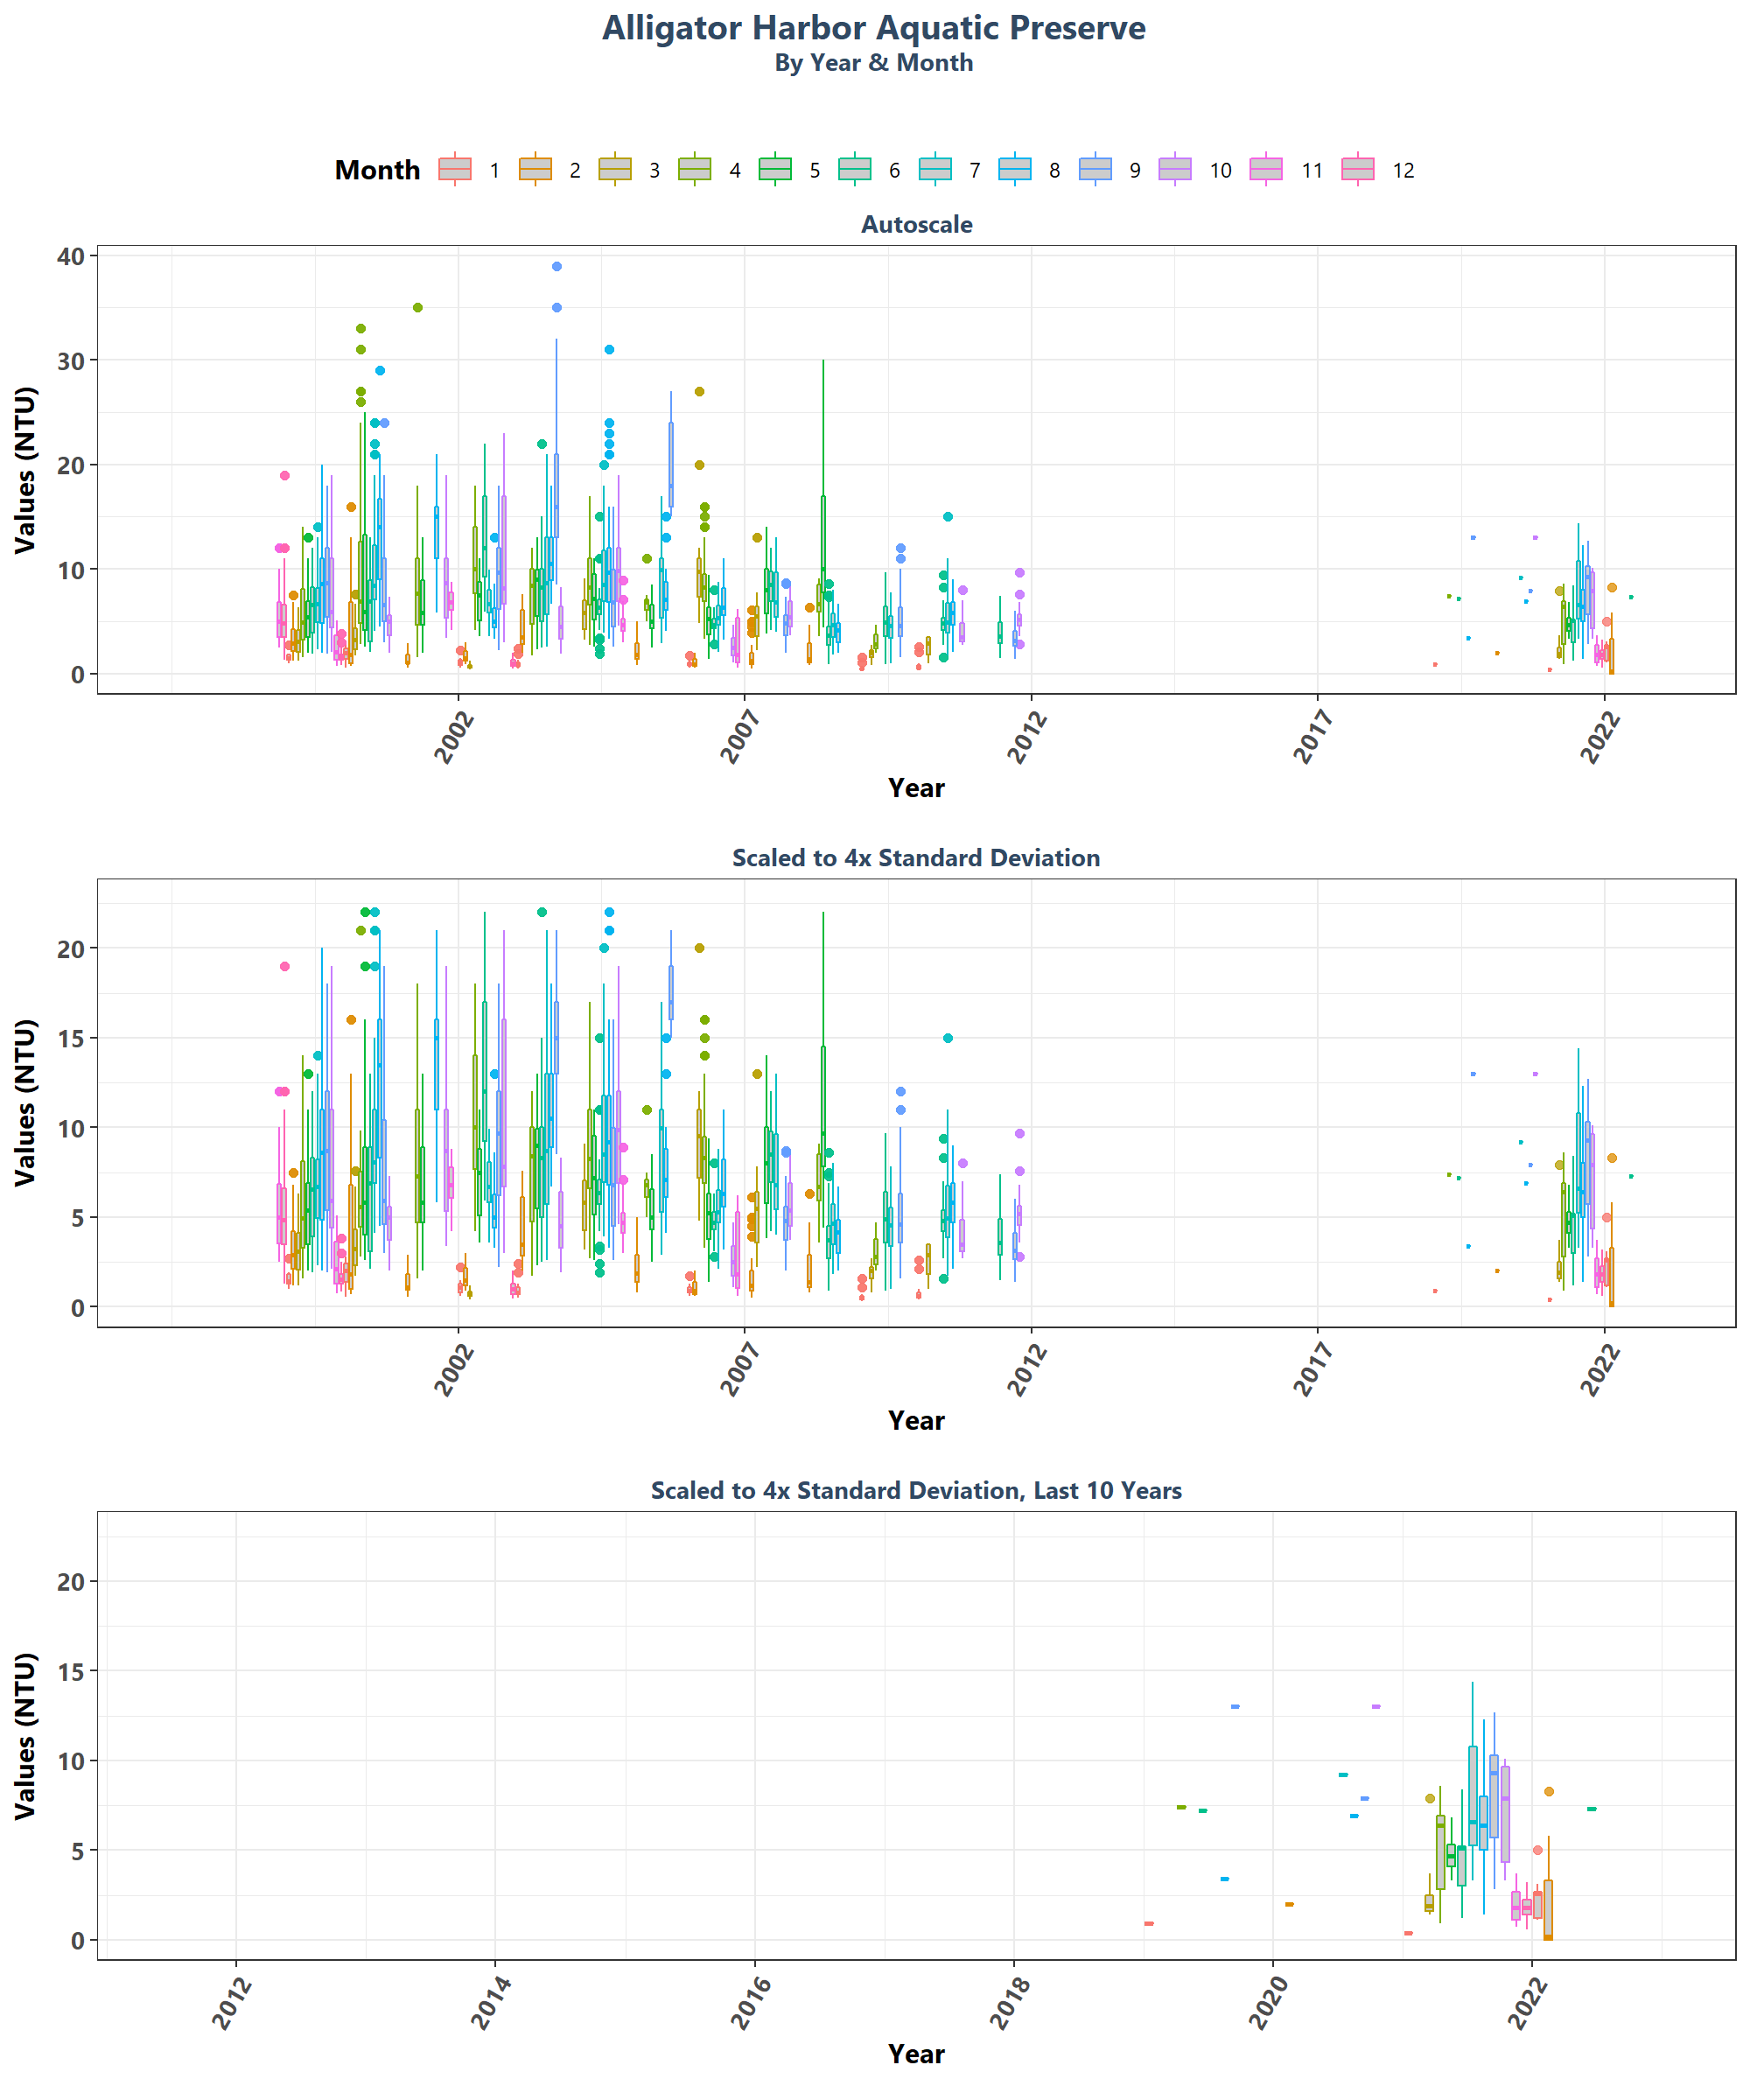 Alligator Harbor Aquatic Preserve
By Year & Month
Month 1 2 3 4 5 6 7 8 9 10 11 12
Autoscale
Values (NTU)
40
30
20
10
0
2002 2007 2012 2017 2022
Year
Scaled to 4x Standard Deviation
Values (NTU)
20
15
10
5
0
2002 2007 2012 2017 2022
Year
Scaled to 4x Standard Deviation, Last 10 Years
Values (NTU)
20
15
10
5
0
2012 2014 2016 2018 2020 2022
Year